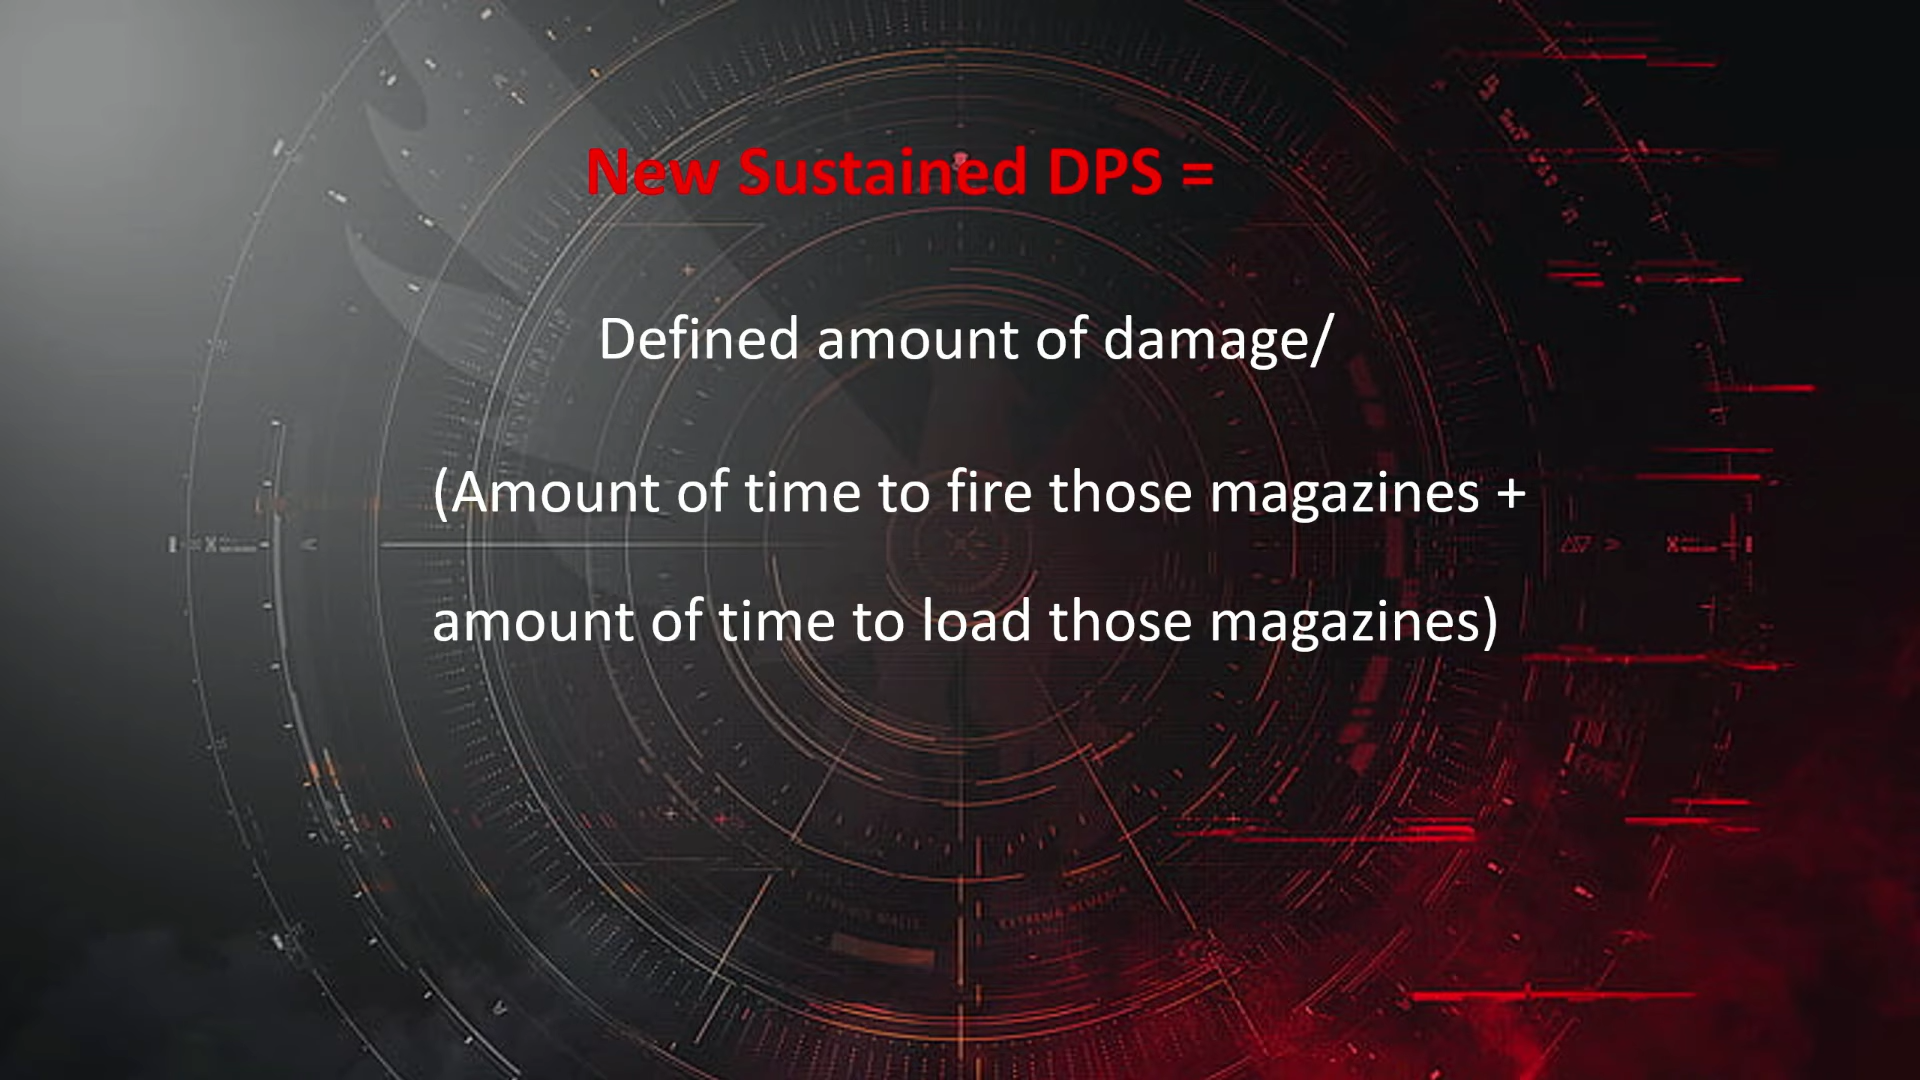 New Sustained DPS =
Defined amount of damage/
(Amount of time to fire those magazines +
amount of time to load those magazines)